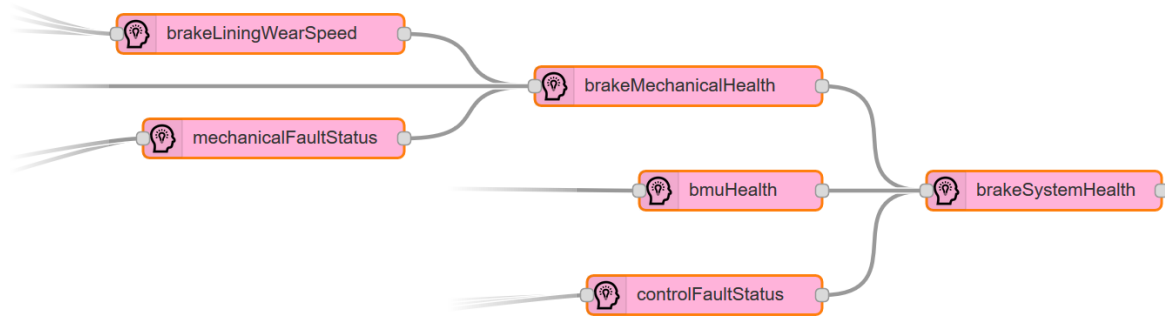 brakeLiningWearSpeed
brakeMechanicalHealth
mechanicalFaultStatus
bmuHealth
brakeSystemHealth
controlFaultStatus